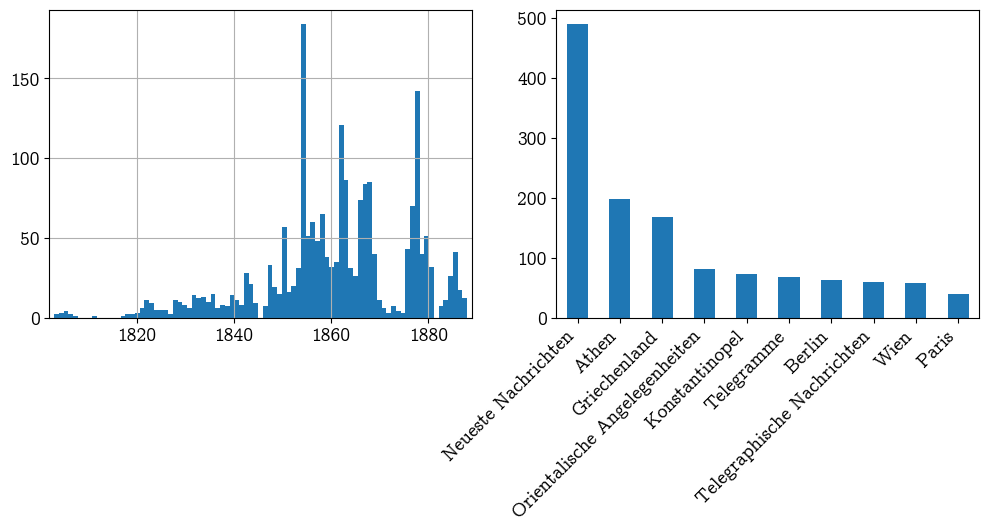 150
100
50
0
1820 1840 1860 1880
500
400
300
200
100
0
Neueste Nachrichten
Athen
Griechenland
Orientalische Angelegenheiten
Konstantinopel
Telegramme
Berlin
Telegraphische Nachrichten
Wien
Paris